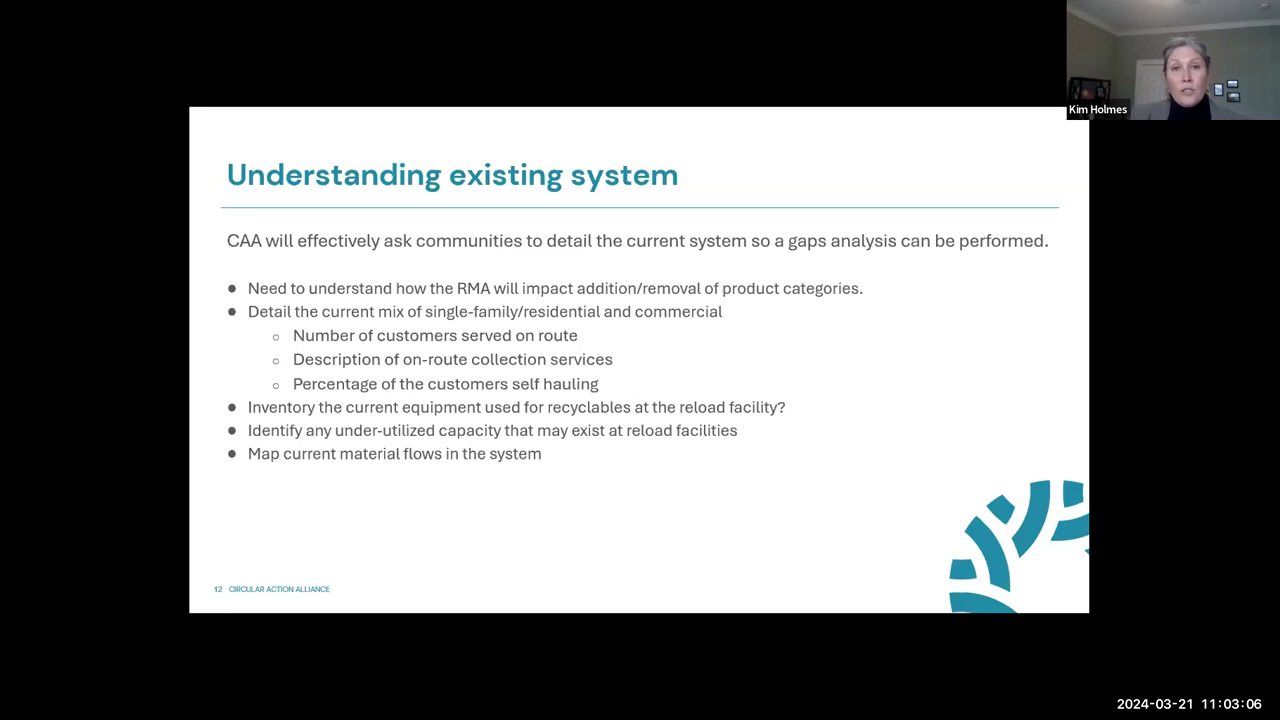 Kim Holmes
Understanding existing system
CAA will effectively ask communities to detail the current system so a gaps analysis can be performed.
● Need to understand how the RMA will impact addition/removal of product categories.
● Detail the current mix of single-family/residential and commercial
○ Number of customers served on route
○ Description of on-route collection services
○ Percentage of the customers self hauling
● Inventory the current equipment used for recyclables at the reload facility?
● Identify any under-utilized capacity that may exist at reload facilities
● Map current material flows in the system
12 CIRCULAR ACTION ALLIANCE
2024-03-21 11:03:06